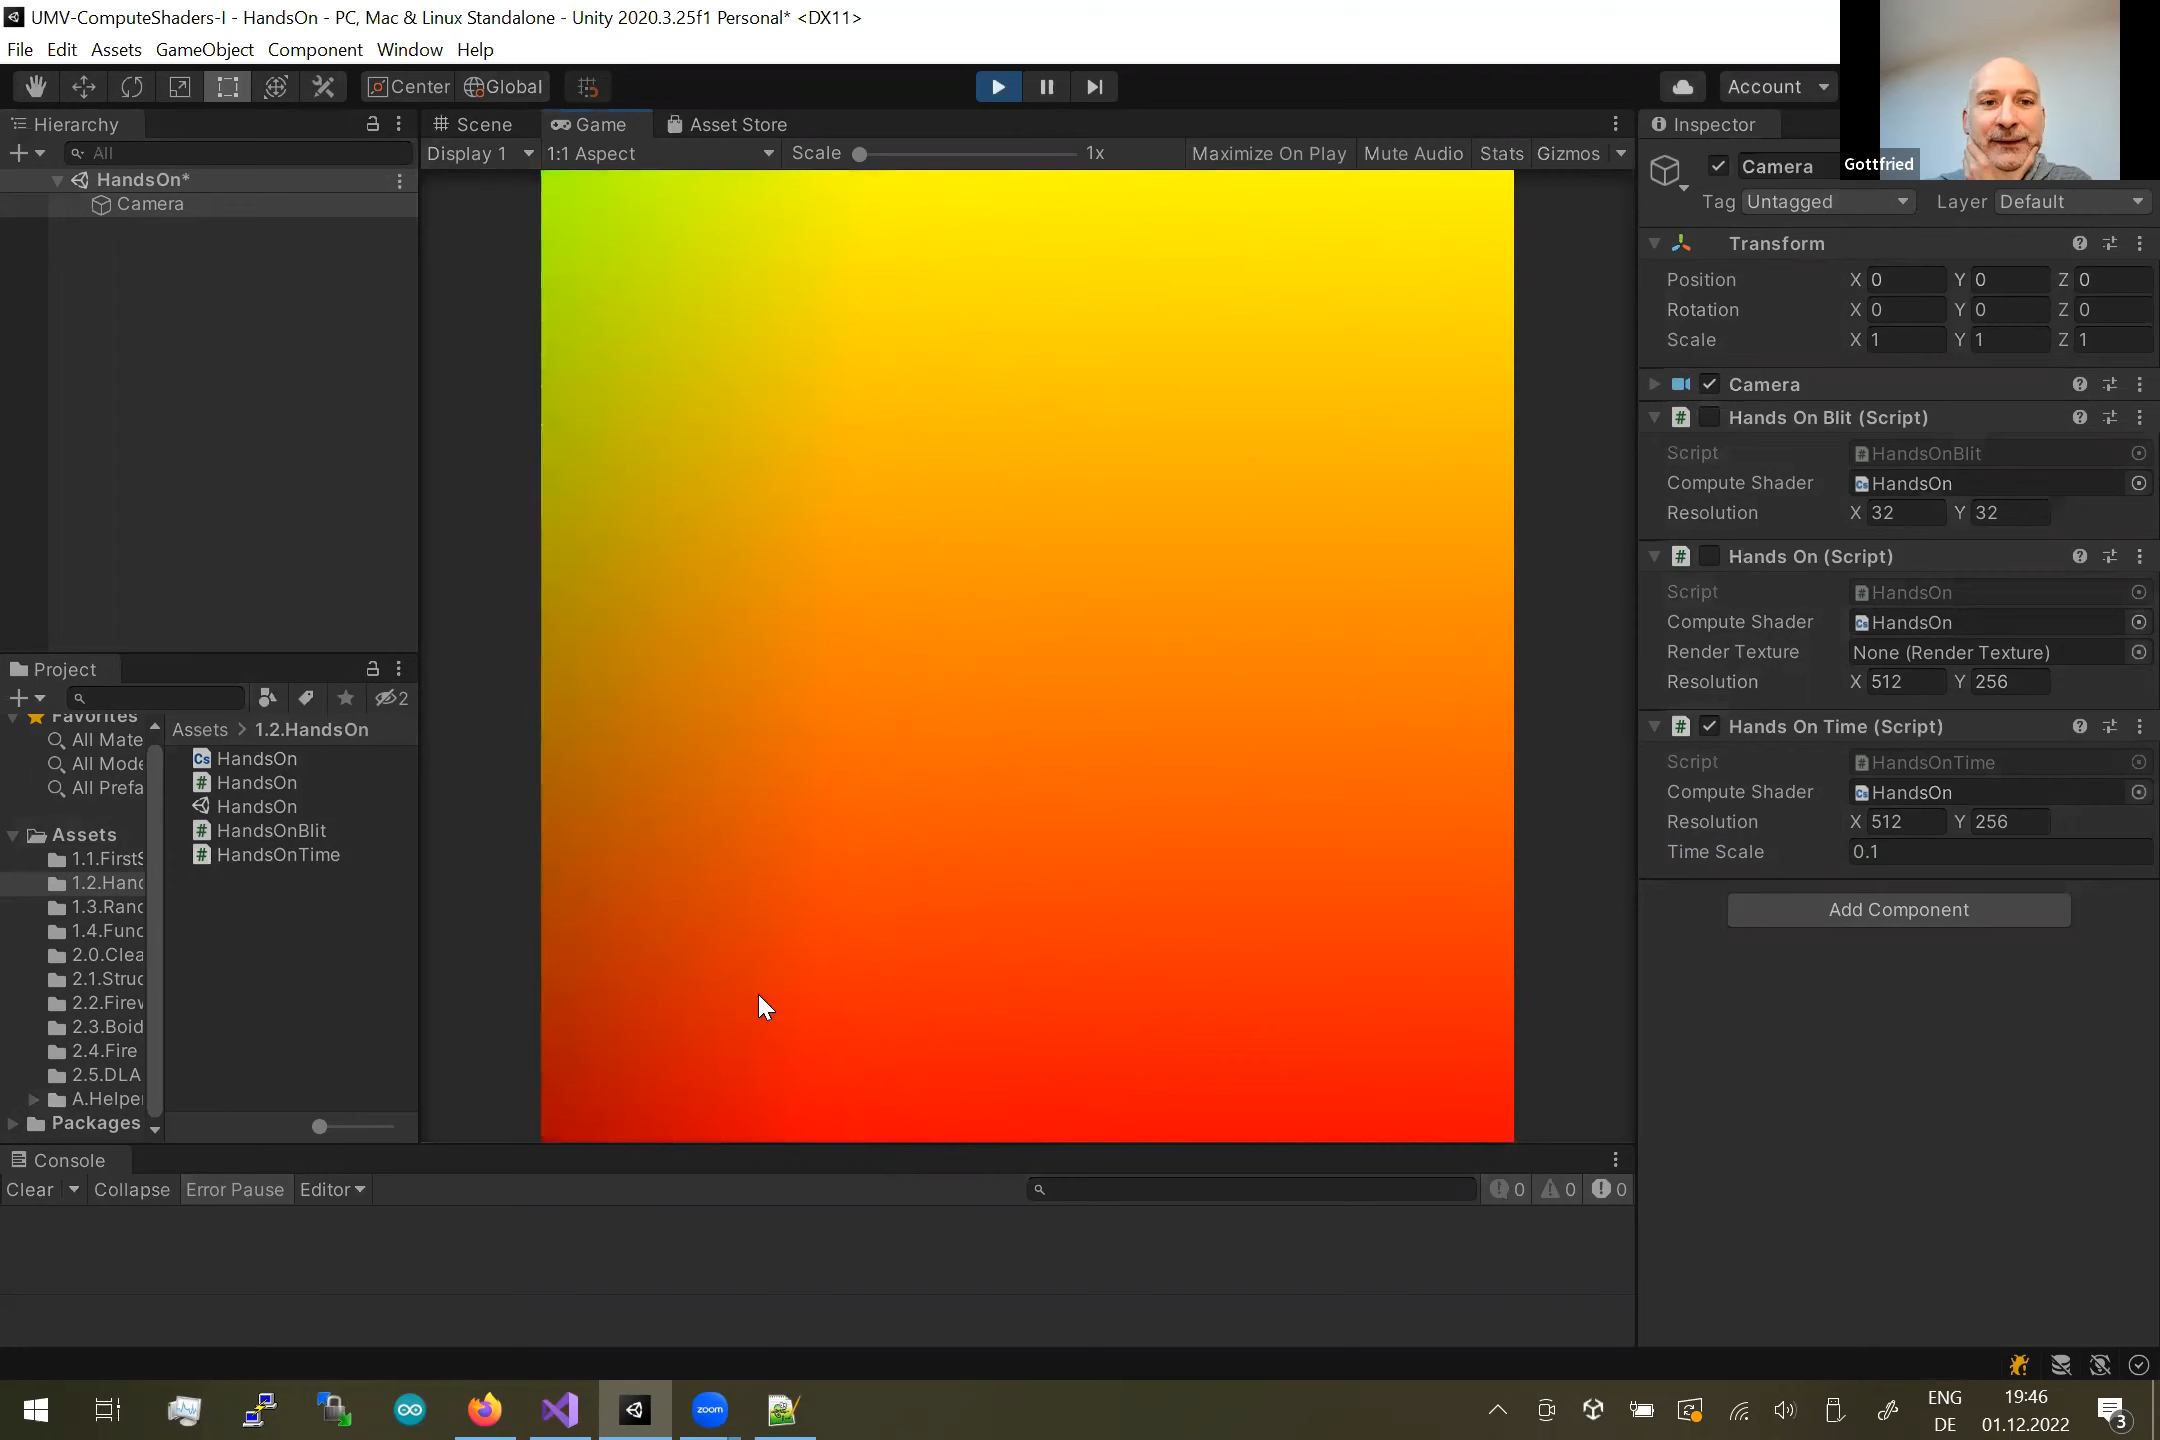 UMV-ComputeShaders-I - HandsOn - PC, Mac & Linux Standalone - Unity 2020.3.25f1 Personal* <DX11>
File Edit Assets GameObject Component Window Help
Center Global
Account
Gottfried
Hierarchy
All
HandsOn*
Camera
Scene Game Asset Store
Display 1 1:1 Aspect Scale 1x Maximize On Play Mute Audio Stats Gizmos
Inspector
Camera
Tag Untagged Layer Default
Transform
Position X 0 Y 0 Z 0
Rotation X 0 Y 0 Z 0
Scale X 1 Y 1 Z 1
Camera
# Hands On Blit (Script)
Script # HandsOnBlit
Compute Shader Cs HandsOn
Resolution X 32 Y 32
# Hands On (Script)
Script # HandsOn
Compute Shader Cs HandsOn
Render Texture None (Render Texture)
Resolution X 512 Y 256
# Hands On Time (Script)
Script # HandsOnTime
Compute Shader Cs HandsOn
Resolution X 512 Y 256
Time Scale 0.1
Add Component
Project
2
Favorites
All Mate
All Mode
All Prefa
Assets
1.1.FirstS
1.2.Hand
1.3.Rand
1.4.Func
2.0.Clea
2.1.Struc
2.2.Firew
2.3.Boid
2.4.Fire
2.5.DLA
A.Helper
Packages
Assets > 1.2.HandsOn
Cs HandsOn
# HandsOn
HandsOn
# HandsOnBlit
# HandsOnTime
Console
Clear Collapse Error Pause Editor 0 0 0
zoom
ENG
DE
19:46
01.12.2022
3